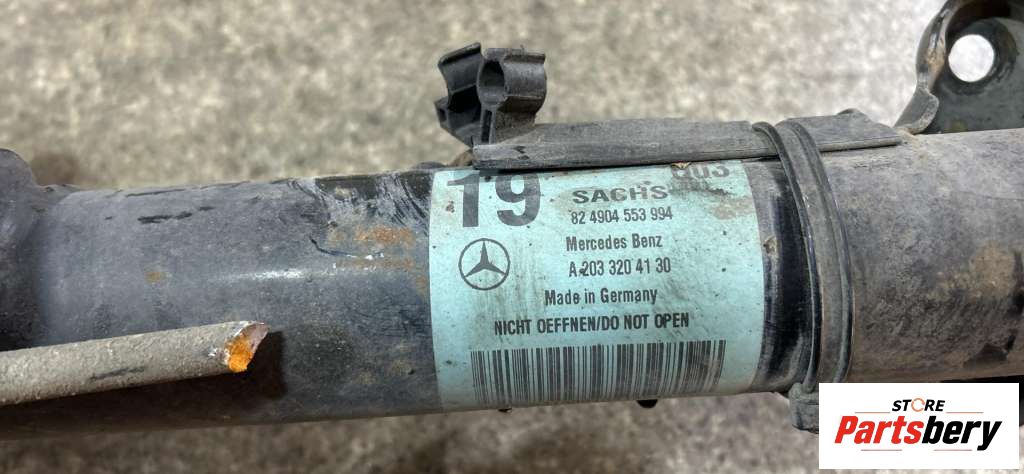 19
SACHS
82 4904 553 994
Mercedes Benz
A 203 320 41 30
Made in Germany
NICHT OEFFNEN/DO NOT OPEN
STORE
Partsbery